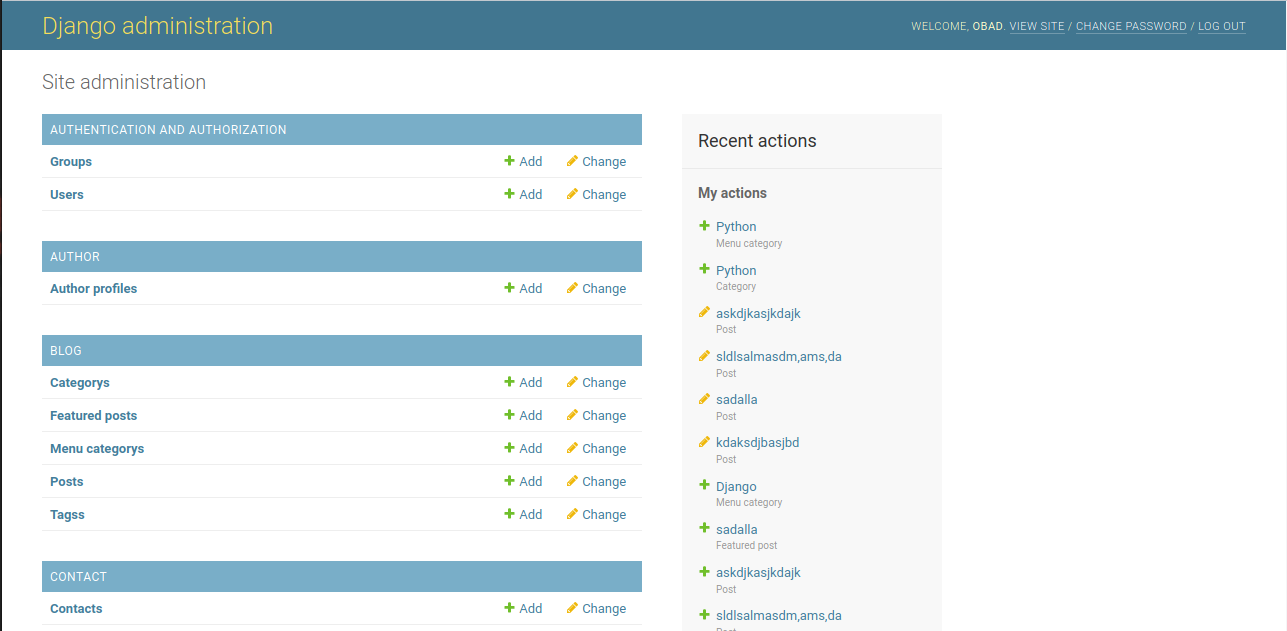 Django administration
WELCOME, OBAD. VIEW SITE / CHANGE PASSWORD / LOG OUT
Site administration
AUTHENTICATION AND AUTHORIZATION
Groups Add Change
Users Add Change
AUTHOR
Author profiles Add Change
BLOG
Categorys Add Change
Featured posts Add Change
Menu categorys Add Change
Posts Add Change
Tagss Add Change
CONTACT
Contacts Add Change
Recent actions
My actions
Python
Menu category
Python
Category
askdjkasjkdajk
Post
sldlsalmasdm,ams,da
Post
sadalla
Post
kdaksdjbasjbd
Post
Django
Menu category
sadalla
Featured post
askdjkasjkdajk
Post
sldlsalmasdm,ams,da
Post